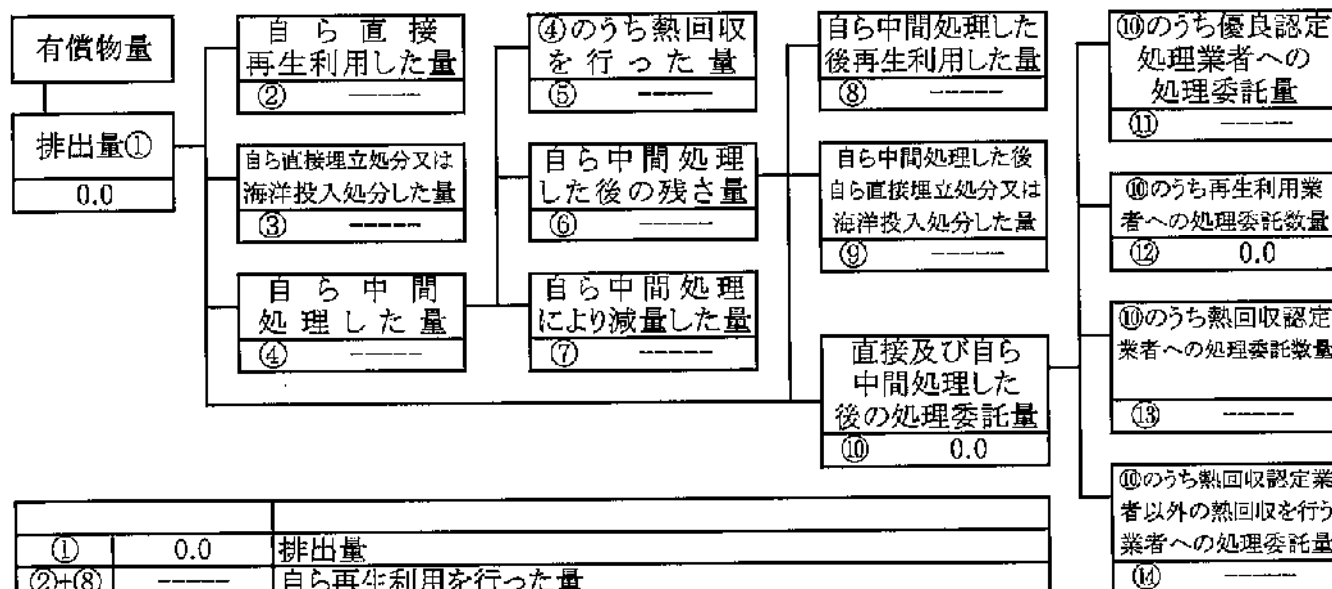 有償物量
排出量①
0.0
自ら直接
再生利用した量
② -----
自ら直接埋立処分又は
海洋投入処分した量
③ -----
自ら中間
処理した量
④ -----
④のうち熱回収
を行った量
⑤ -----
自ら中間処理
した後の残さ量
⑥ -----
自ら中間処理
により減量した量
⑦ -----
自ら中間処理した
後再生利用した量
⑧ -----
自ら中間処理した後
自ら直接埋立処分又は
海洋投入処分した量
⑨ -----
直接及び自ら
中間処理した
後の処理委託量
⑩ 0.0
⑩のうち優良認定
処理業者への
処理委託量
⑪ -----
⑩のうち再生利用業
者への処理委託数量
⑫ 0.0
⑩のうち熱回収認定
業者への処理委託数量
⑬ -----
⑩のうち熱回収認定業
者以外の熱回収を行う
業者への処理委託量
⑭ -----
① 0.0 排出量
②+⑧ ----- 自ら再生利用を行った量